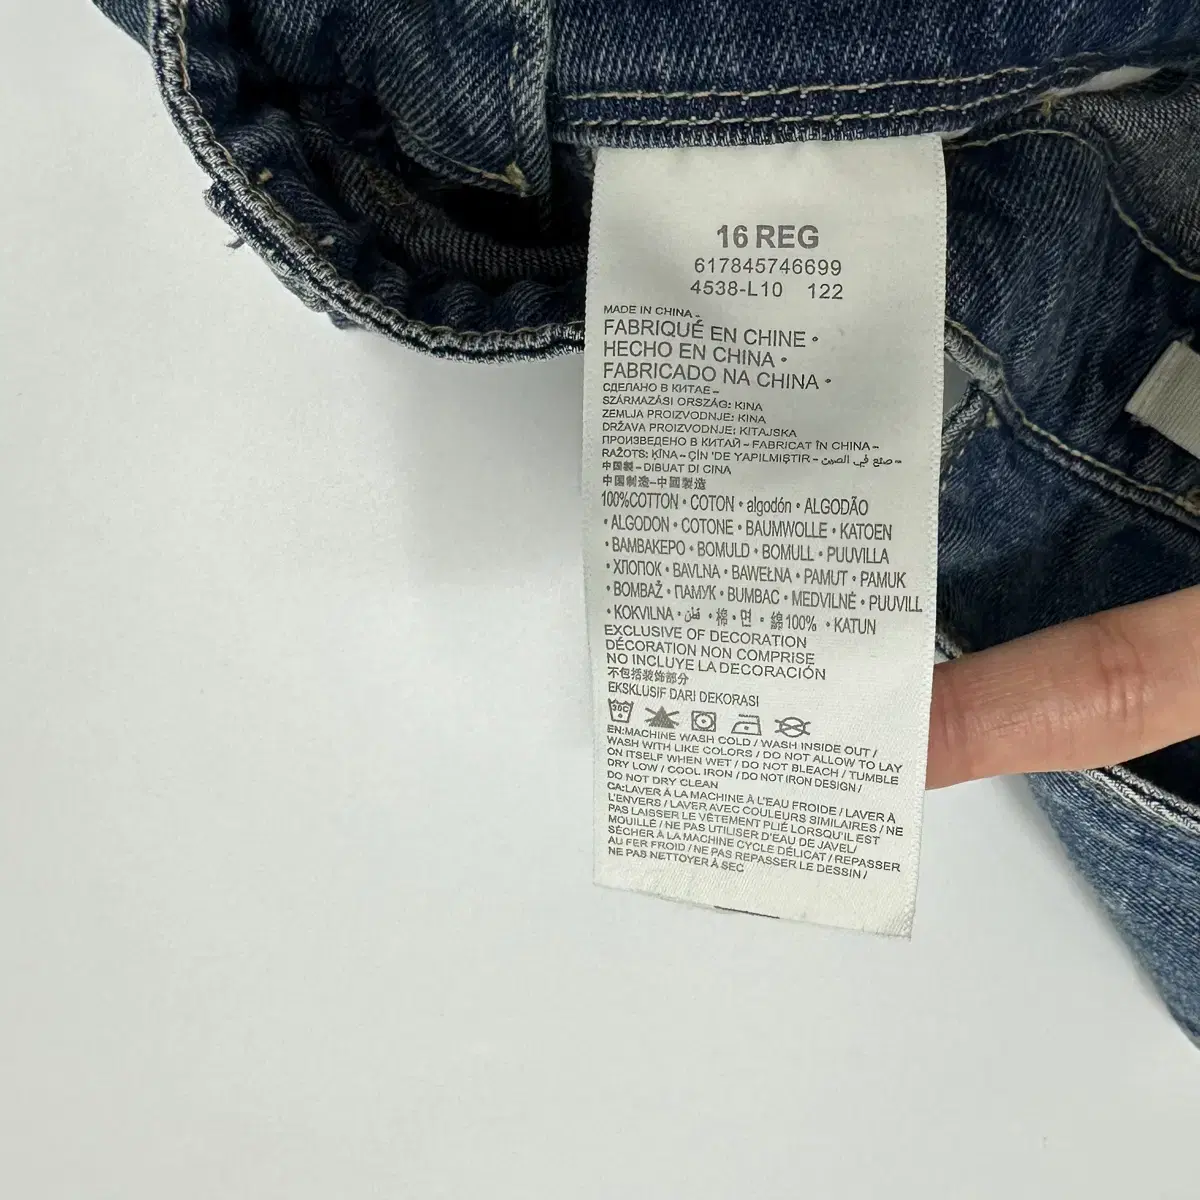 16 REG
617845746699
4538-L10 122
MADE IN CHINA -
FABRIQUÉ EN CHINE •
HECHO EN CHINA •
FABRICADO NA CHINA •
СДЕЛАНО В КИТАЕ -
SZÁRMAZÁSI ORSZÁG: KINA
ZEMLJA PROIZVODNJE: KINA
DRŽAVA PROIZVODNJE: KITAJSKA
ПРОИЗВЕДЕНО В КИТАЙ - FABRICAT ÎN CHINA -
RAŽOTS: ĶĪNA - ÇİN 'DE YAPILMIŞTIR - صنع في الصين -
中国製 - DIBUAT DI CINA
中国制造 - 中國製造
100%COTTON • COTON • algodón • ALGODÃO
• ALGODON • COTONE • BAUMWOLLE • KATOEN
• ΒΑΜΒΑΚΕΡΟ • BOMULD • BOMULL • PUUVILLA
• ХЛОПОК • BAVLNA • BAWEŁNA • PAMUT • PAMUK
• BOMBAŽ • ПАМУК • BUMBAC • MEDVILNĖ • PUUVILL
• KOKVILNA • قطن • 棉 • 면 • 綿 100% • KATUN
EXCLUSIVE OF DECORATION
DÉCORATION NON COMPRISE
NO INCLUYE LA DECORACIÓN
不包括装饰部分
EKSKLUSIF DARI DEKORASI
30C
EN:MACHINE WASH COLD / WASH INSIDE OUT /
WASH WITH LIKE COLORS / DO NOT ALLOW TO LAY
ON ITSELF WHEN WET / DO NOT BLEACH / TUMBLE
DRY LOW / COOL IRON / DO NOT IRON DESIGN /
DO NOT DRY CLEAN
CA:LAVER À LA MACHINE À L'EAU FROIDE / LAVER À
L'ENVERS / LAVER AVEC COULEURS SIMILAIRES / NE
PAS LAISSER LE VÊTEMENT PLIÉ LORSQU'IL EST
MOUILLÉ / NE PAS UTILISER D'EAU DE JAVEL/
SÉCHER À LA MACHINE CYCLE DÉLICAT / REPASSER
AU FER FROID / NE PAS REPASSER LE DESSIN /
NE PAS NETTOYER À SEC